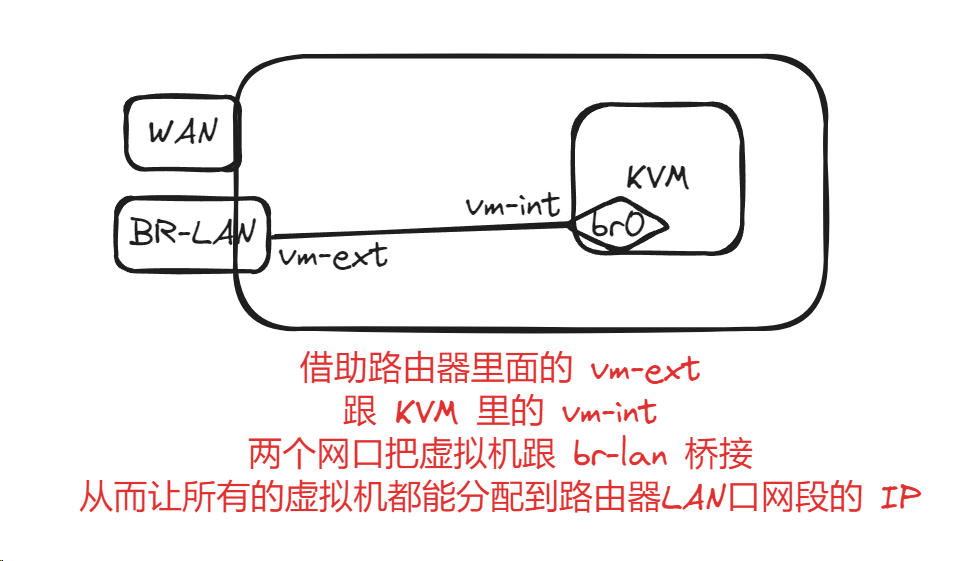 WAN
KVM
vm-int
br0
BR-LAN
vm-ext
借助路由器里面的 vm-ext
跟 KVM 里的 vm-int
两个网口把虚拟机跟 br-lan 桥接
从而让所有的虚拟机都能分配到路由器LAN口网段的 IP